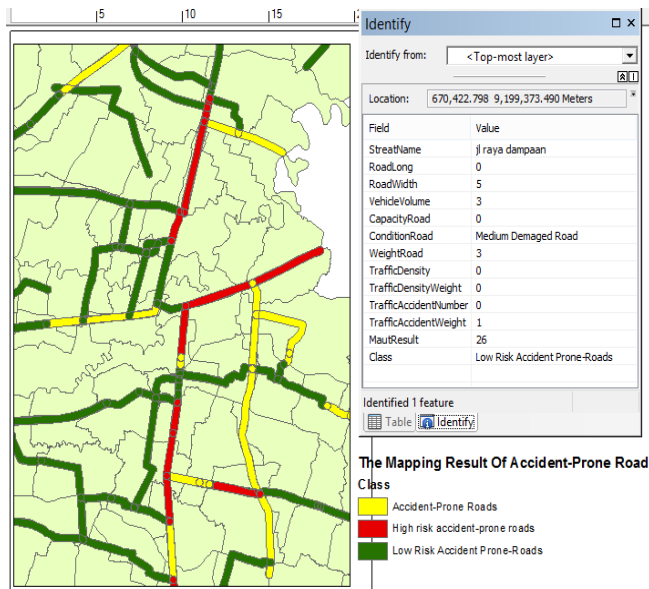 5 10 15
Identify
Identify from: <Top-most layer>
Location: 670,422.798 9,199,373.490 Meters
Field Value
StreatName jl raya dampaan
RoadLong 0
RoadWidth 5
VehicleVolume 3
CapacityRoad 0
ConditionRoad Medium Demaged Road
WeightRoad 3
TrafficDensity 0
TrafficDensityWeight 0
TrafficAccidentNumber 0
TrafficAccidentWeight 1
MautResult 26
Class Low Risk Accident Prone-Roads
Identified 1 feature
Table Identify
The Mapping Result Of Accident-Prone Road
Class
Accident-Prone Roads
High risk accident-prone roads
Low Risk Accident Prone-Roads